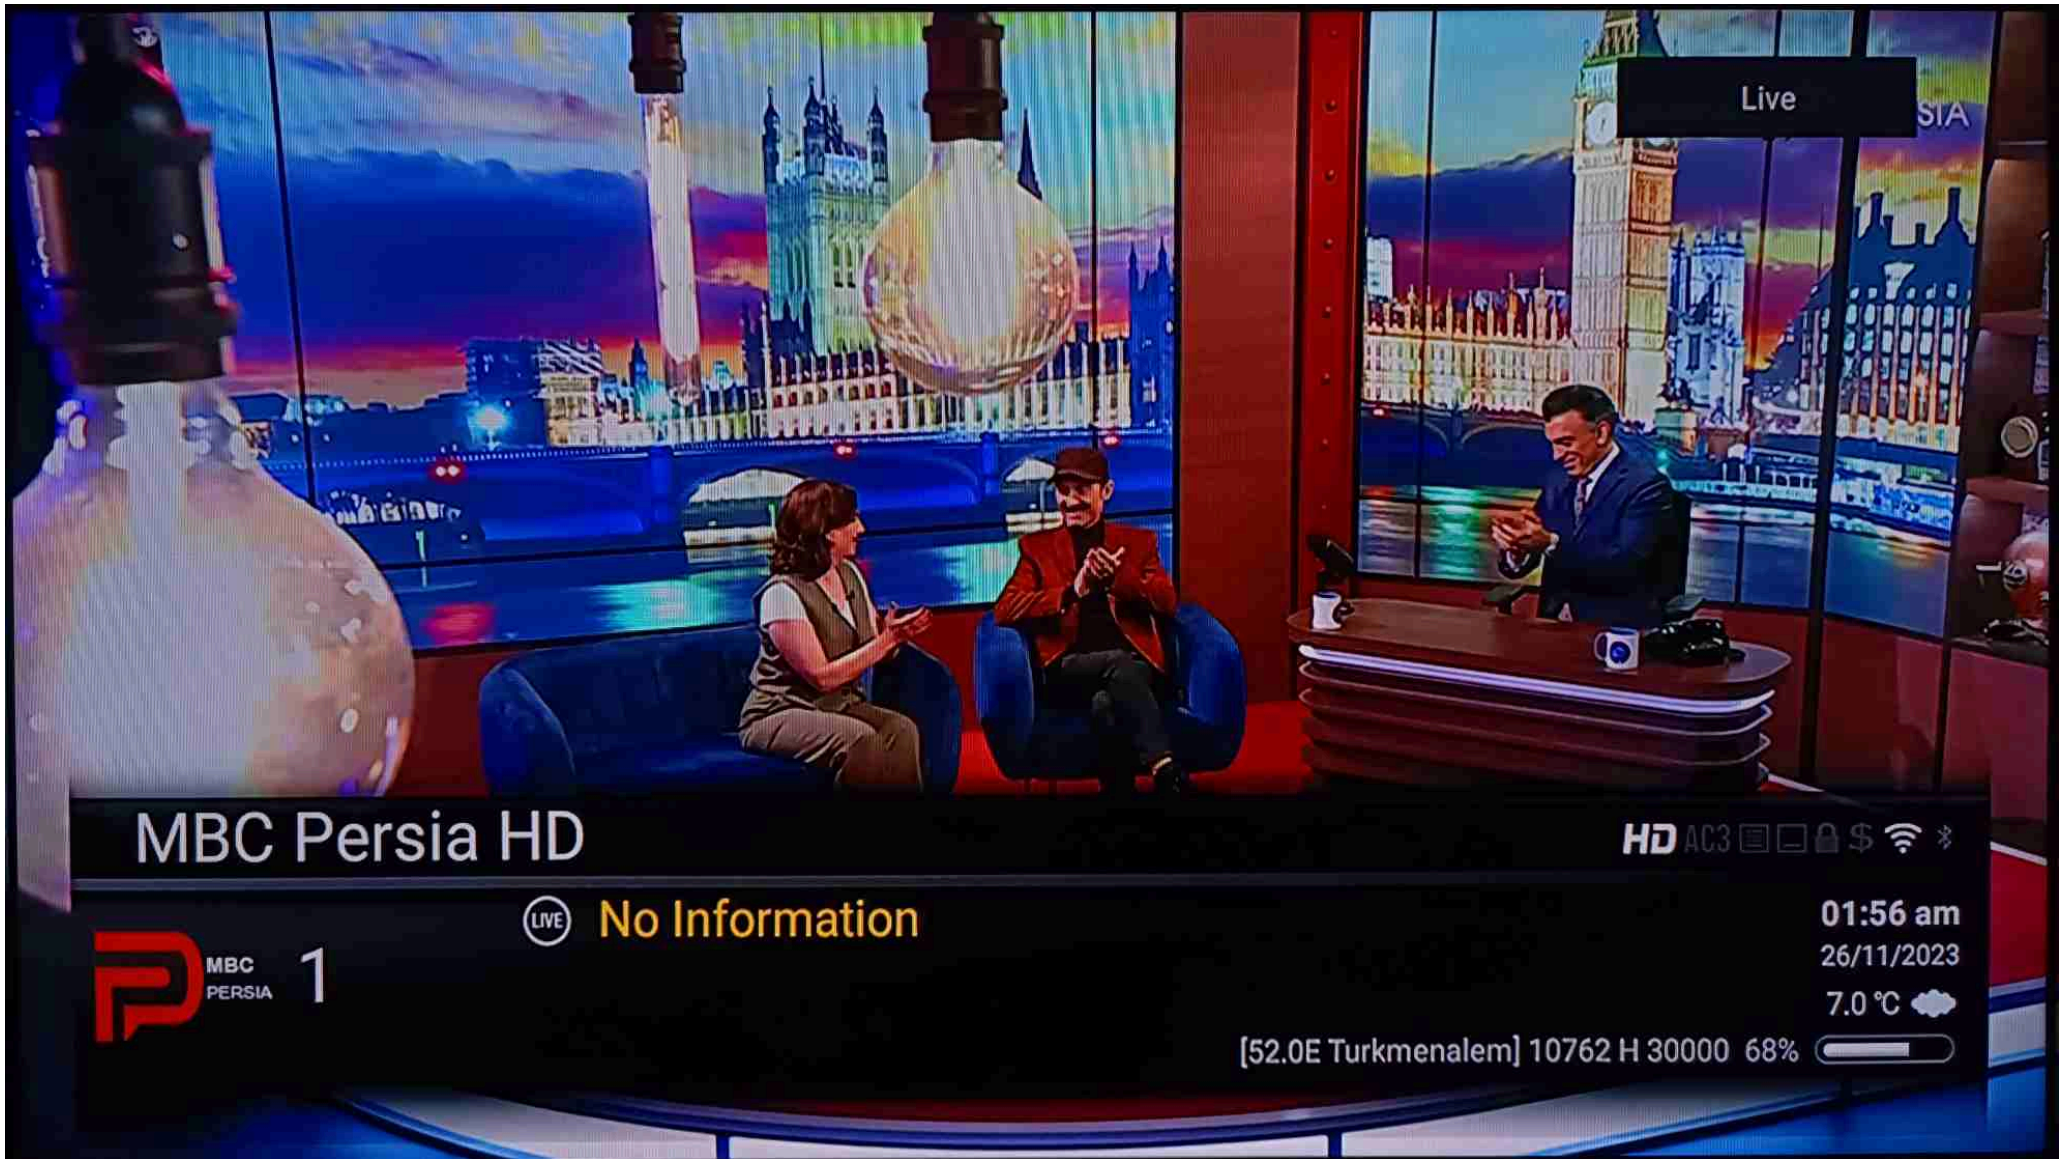 Live
SIA
MBC Persia HD
HD AC3 $
LIVE No Information
01:56 am
26/11/2023
MBC
PERSIA
1
7.0 °C
[52.0E Turkmenalem] 10762 H 30000 68%